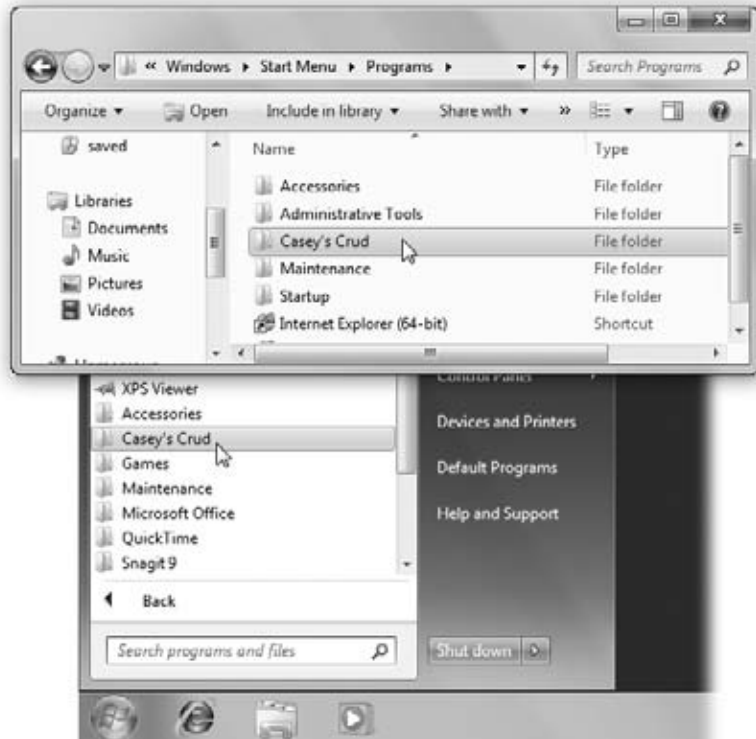 « Windows ▸ Start Menu ▸ Programs ▸
Search Programs
Organize ▾ Open Include in library ▾ Share with ▾ »
saved
Libraries
Documents
Music
Pictures
Videos
Name Type
Accessories File folder
Administrative Tools File folder
Casey's Crud File folder
Maintenance File folder
Startup File folder
Internet Explorer (64-bit) Shortcut
XPS Viewer
Accessories
Casey's Crud
Games
Maintenance
Microsoft Office
QuickTime
Snagit 9
Back
Search programs and files
Control Panel
Devices and Printers
Default Programs
Help and Support
Shut down